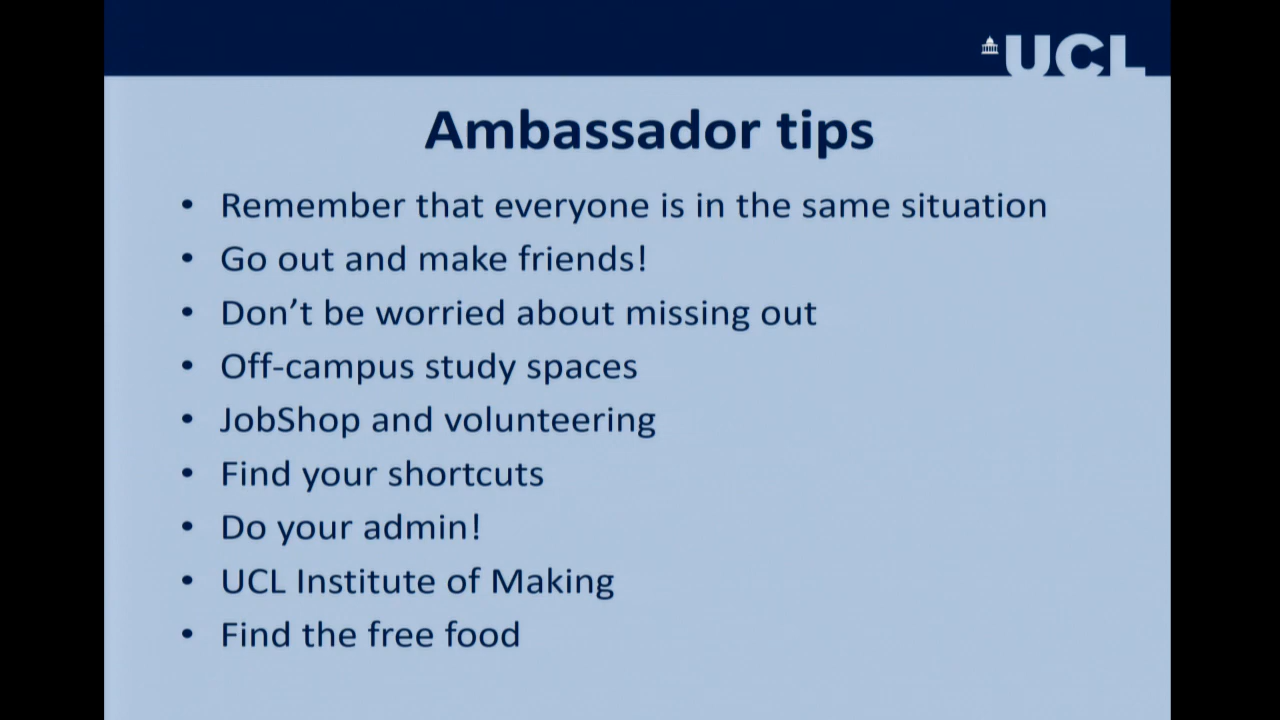 UCL
Ambassador tips
• Remember that everyone is in the same situation
• Go out and make friends!
• Don’t be worried about missing out
• Off-campus study spaces
• JobShop and volunteering
• Find your shortcuts
• Do your admin!
• UCL Institute of Making
• Find the free food